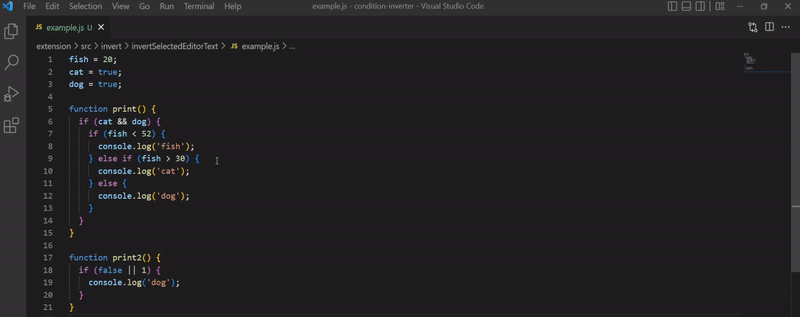 File Edit Selection View Go Run Terminal Help example.js - condition-inverter - Visual Studio Code
JS example.js U
extension > src > invert > invertSelectedEditorText > JS example.js > ...
1 fish = 20;
2 cat = true;
3 dog = true;
4
5 function print() {
6 if (cat && dog) {
7 if (fish < 52) {
8 console.log('fish');
9 } else if (fish > 30) {
10 console.log('cat');
11 } else {
12 console.log('dog');
13 }
14 }
15 }
16
17 function print2() {
18 if (false || 1) {
19 console.log('dog');
20 }
21 }